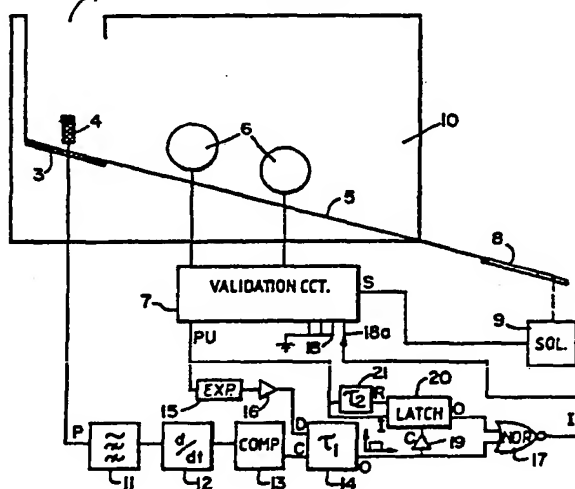 4
6
10
3
5
8
VALIDATION CCT.
S
7
18
18a
9
SOL.
PU
21
τ2
R
20
LATCH
O
I
15
EXP.
16
19
C
NOR
I
17
P
D
≈
d/dt
COMP
C
τ1
O
11
12
13
14